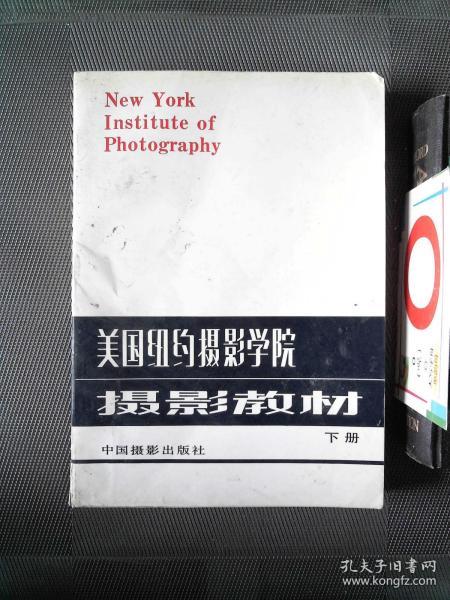 New York
Institute of
Photography
美国纽约摄影学院
摄影教材
下册
中国摄影出版社
孔夫子旧书网
www.kongfz.com